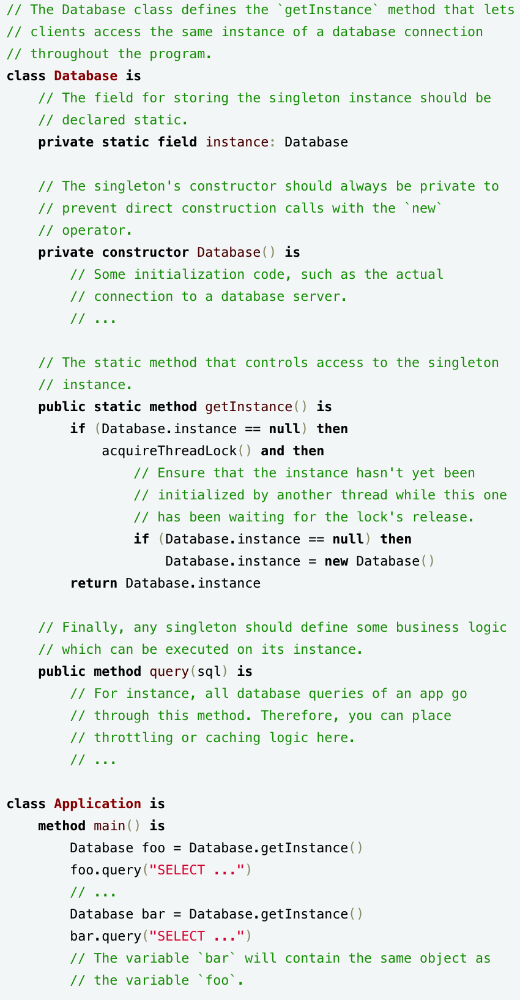 // The Database class defines the `getInstance` method that lets
// clients access the same instance of a database connection
// throughout the program.
class Database is
    // The field for storing the singleton instance should be
    // declared static.
    private static field instance: Database

    // The singleton's constructor should always be private to
    // prevent direct construction calls with the `new`
    // operator.
    private constructor Database() is
        // Some initialization code, such as the actual
        // connection to a database server.
        // ...

    // The static method that controls access to the singleton
    // instance.
    public static method getInstance() is
        if (Database.instance == null) then
            acquireThreadLock() and then
                // Ensure that the instance hasn't yet been
                // initialized by another thread while this one
                // has been waiting for the lock's release.
                if (Database.instance == null) then
                    Database.instance = new Database()
        return Database.instance

    // Finally, any singleton should define some business logic
    // which can be executed on its instance.
    public method query(sql) is
        // For instance, all database queries of an app go
        // through this method. Therefore, you can place
        // throttling or caching logic here.
        // ...

class Application is
    method main() is
        Database foo = Database.getInstance()
        foo.query("SELECT ...")
        // ...
        Database bar = Database.getInstance()
        bar.query("SELECT ...")
        // The variable `bar` will contain the same object as
        // the variable `foo`.